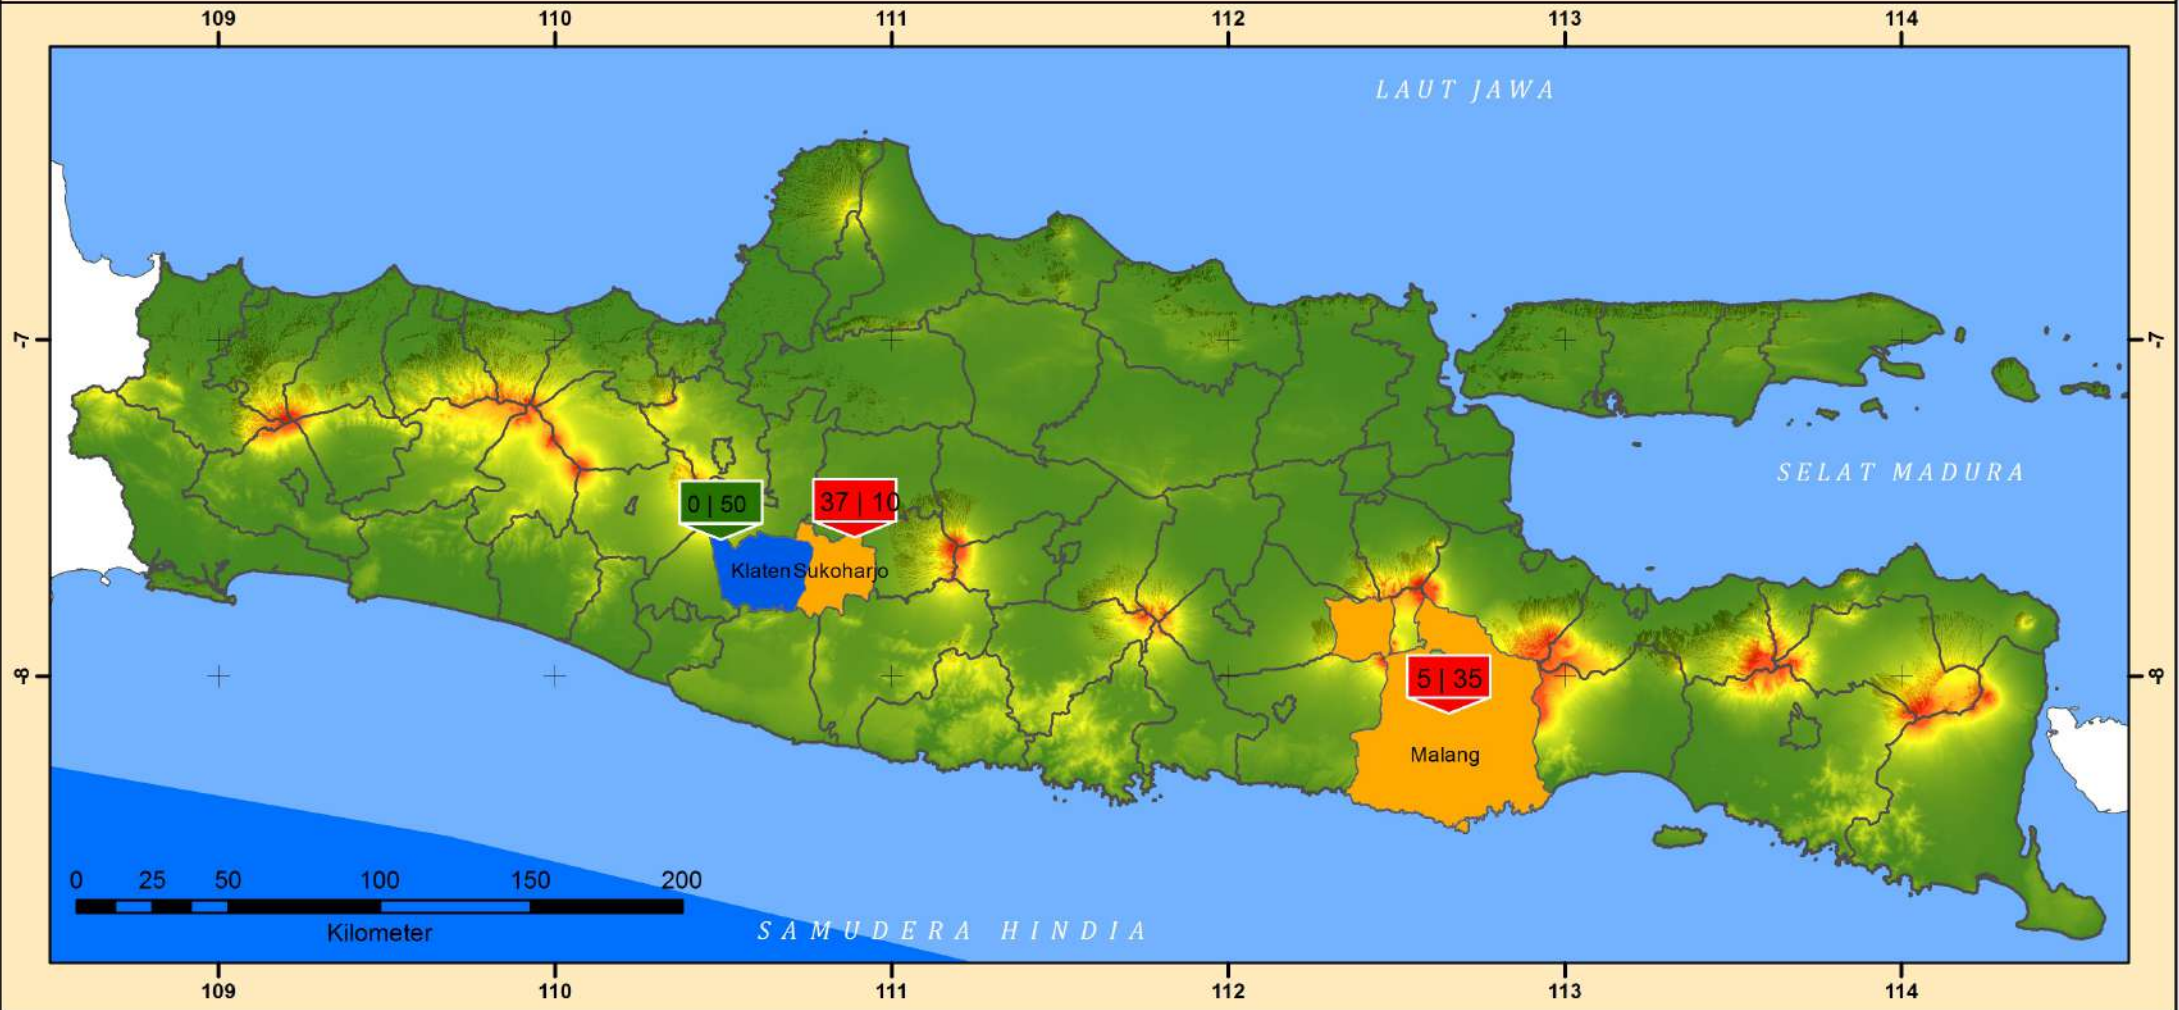 109 110 111 112 113 114
LAUT JAWA
-7 -7
SELAT MADURA
0 | 50 37 | 10
Klaten Sukoharjo
-8 5 | 35 -8
Malang
0 25 50 100 150 200
Kilometer
SAMUDERA HINDIA
109 110 111 112 113 114